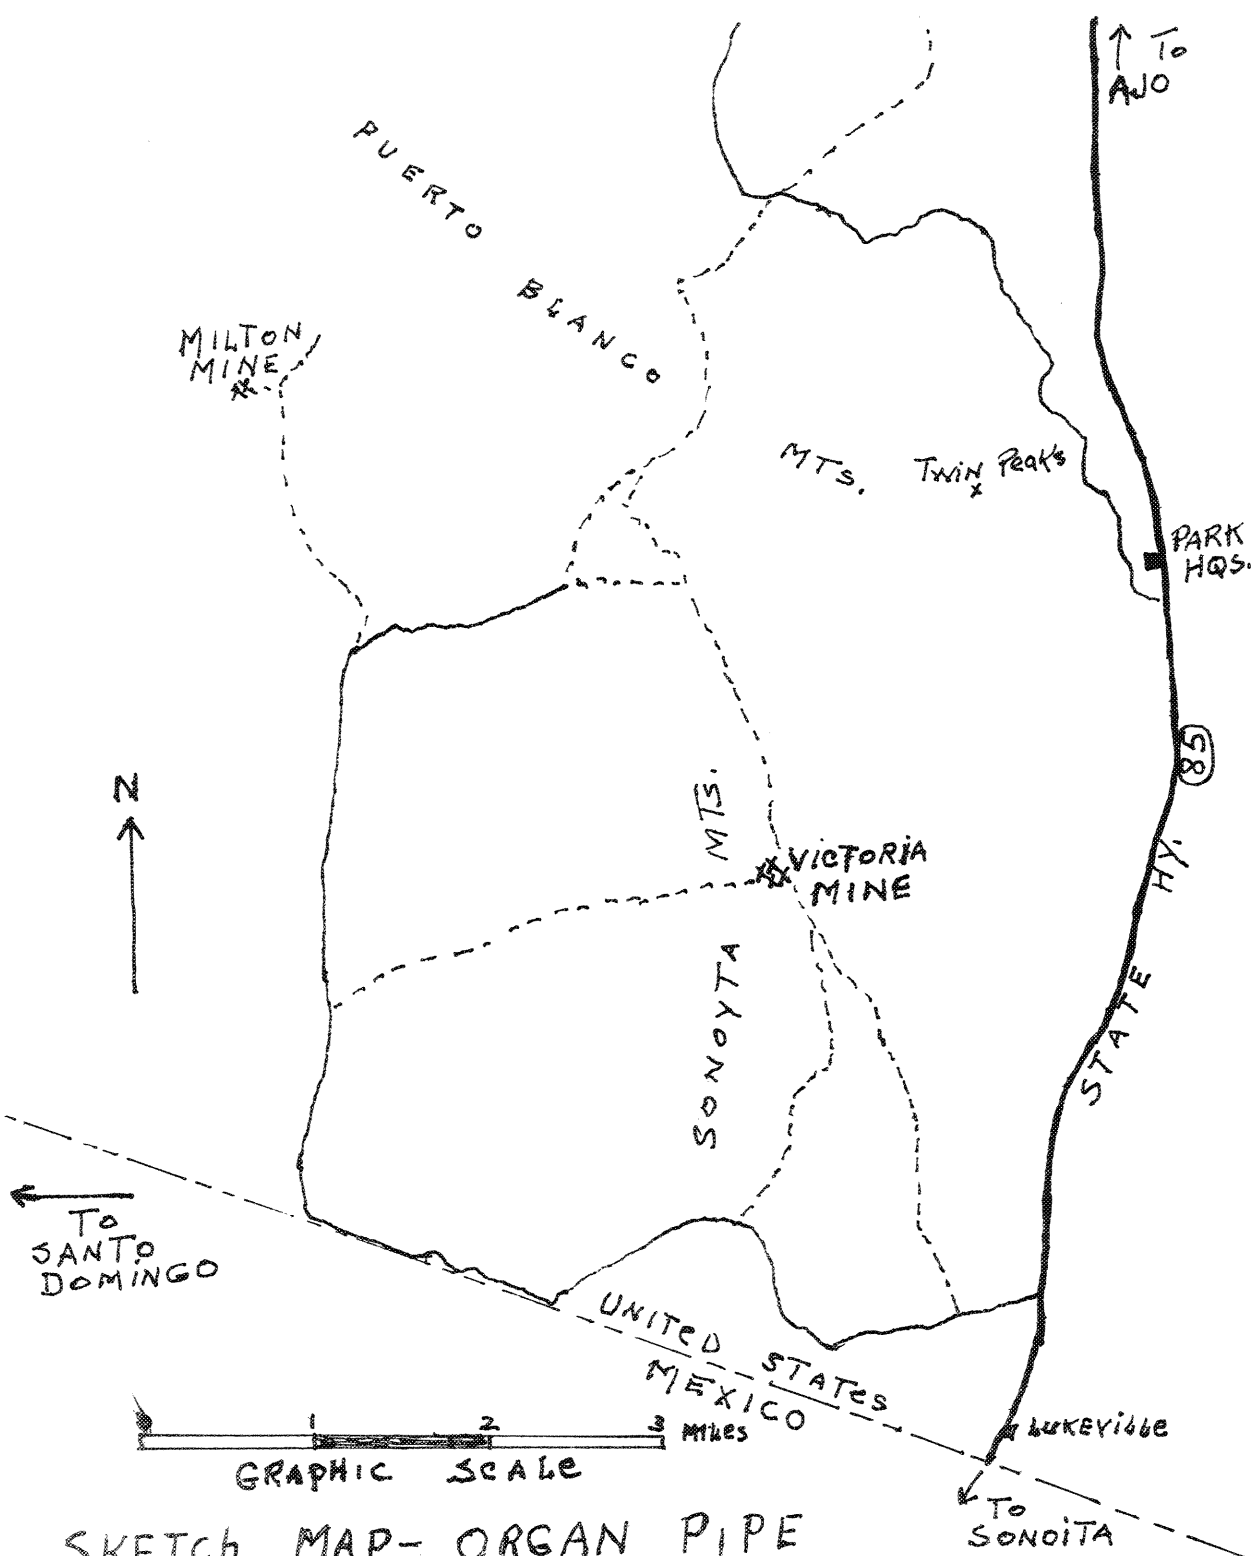 To
AJO
PUERTO
BLANCO
MTs.
MILTON
MINE
TWiN Peaks
PARK
HQS.
85
N
SONOYTA MTS.
VICTORiA
MINE
STATE HY.
To
SANTO
DOMiNGO
UNITeD STATes
MEXICO
1 2 3 MiLes
GRAPHIC SCALe
LUKEViLLe
To
SONOiTA
SKETCh MAP- ORGAN PIPE